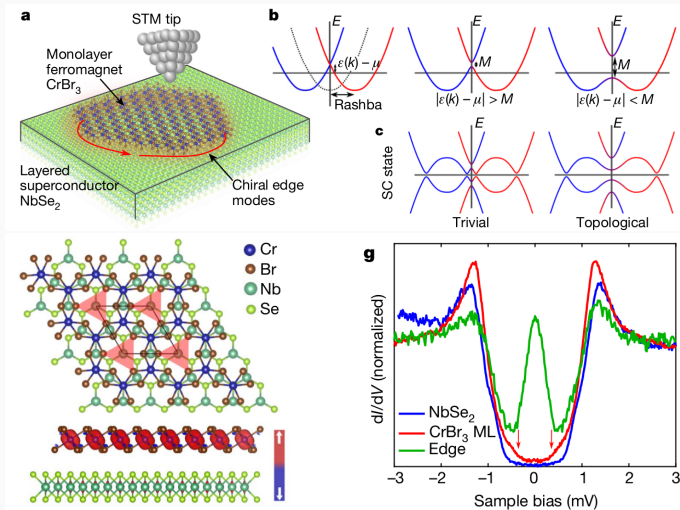 a
STM tip
Monolayer
ferromagnet
CrBr₃
Layered
superconductor
NbSe₂
Chiral edge
modes
b
E
ε(k) – μ
Rashba
E
M
|ε(k) – μ| > M
E
M
|ε(k) – μ| < M
c
SC state
Trivial
Topological
Cr
Br
Nb
Se
g
dI/dV (normalized)
NbSe₂
CrBr₃ ML
Edge
–3 –2 –1 0 1 2 3
Sample bias (mV)